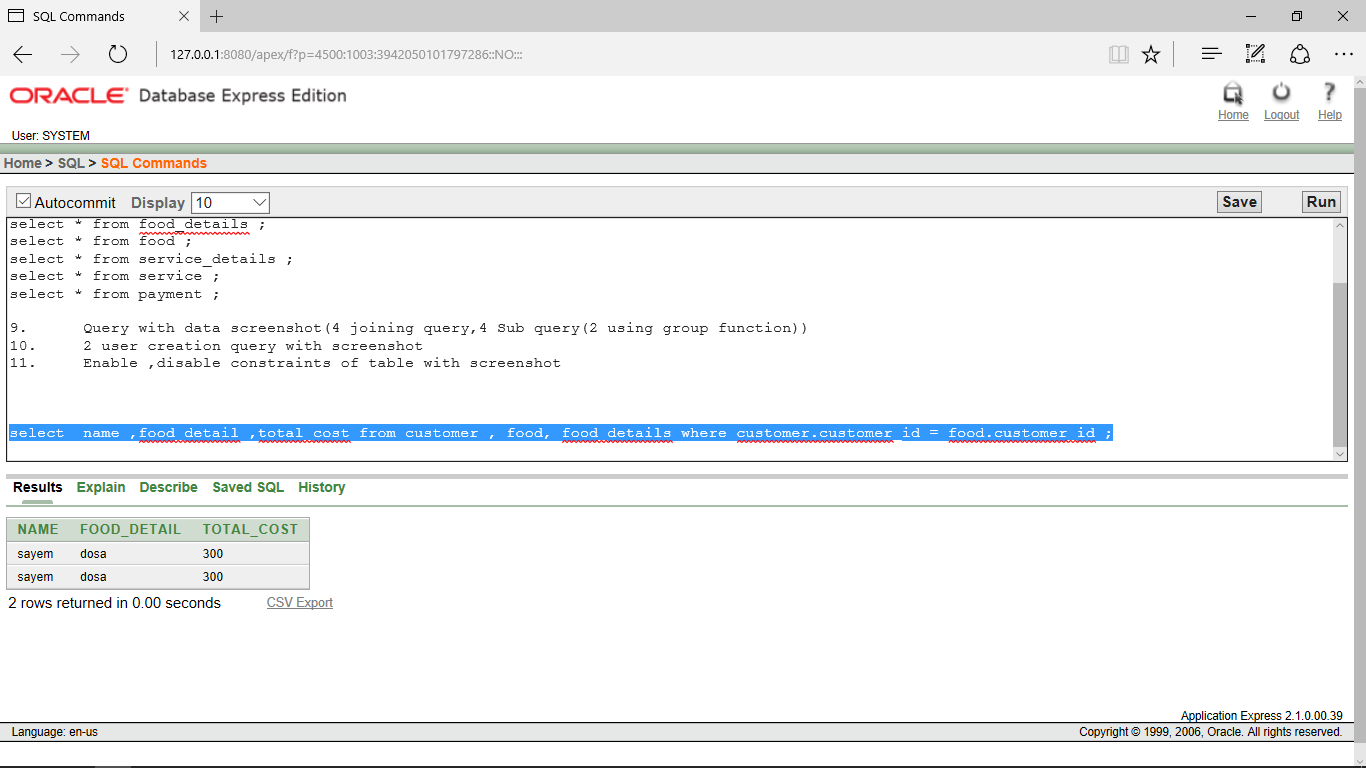 SQL Commands
127.0.0.1:8080/apex/f?p=4500:1003:3942050101797286::NO:::
ORACLE Database Express Edition
Home Logout Help
User: SYSTEM
Home > SQL > SQL Commands
Autocommit Display 10 Save Run
select * from food_details ;
select * from food ;
select * from service_details ;
select * from service ;
select * from payment ;
9. Query with data screenshot(4 joining query,4 Sub query(2 using group function))
10. 2 user creation query with screenshot
11. Enable ,disable constraints of table with screenshot
select name ,food_detail ,total_cost from customer , food, food_details where customer.customer_id = food.customer_id ;
Results Explain Describe Saved SQL History
NAME FOOD_DETAIL TOTAL_COST
sayem dosa 300
sayem dosa 300
2 rows returned in 0.00 seconds CSV Export
Application Express 2.1.0.00.39
Language: en-us Copyright © 1999, 2006, Oracle. All rights reserved.